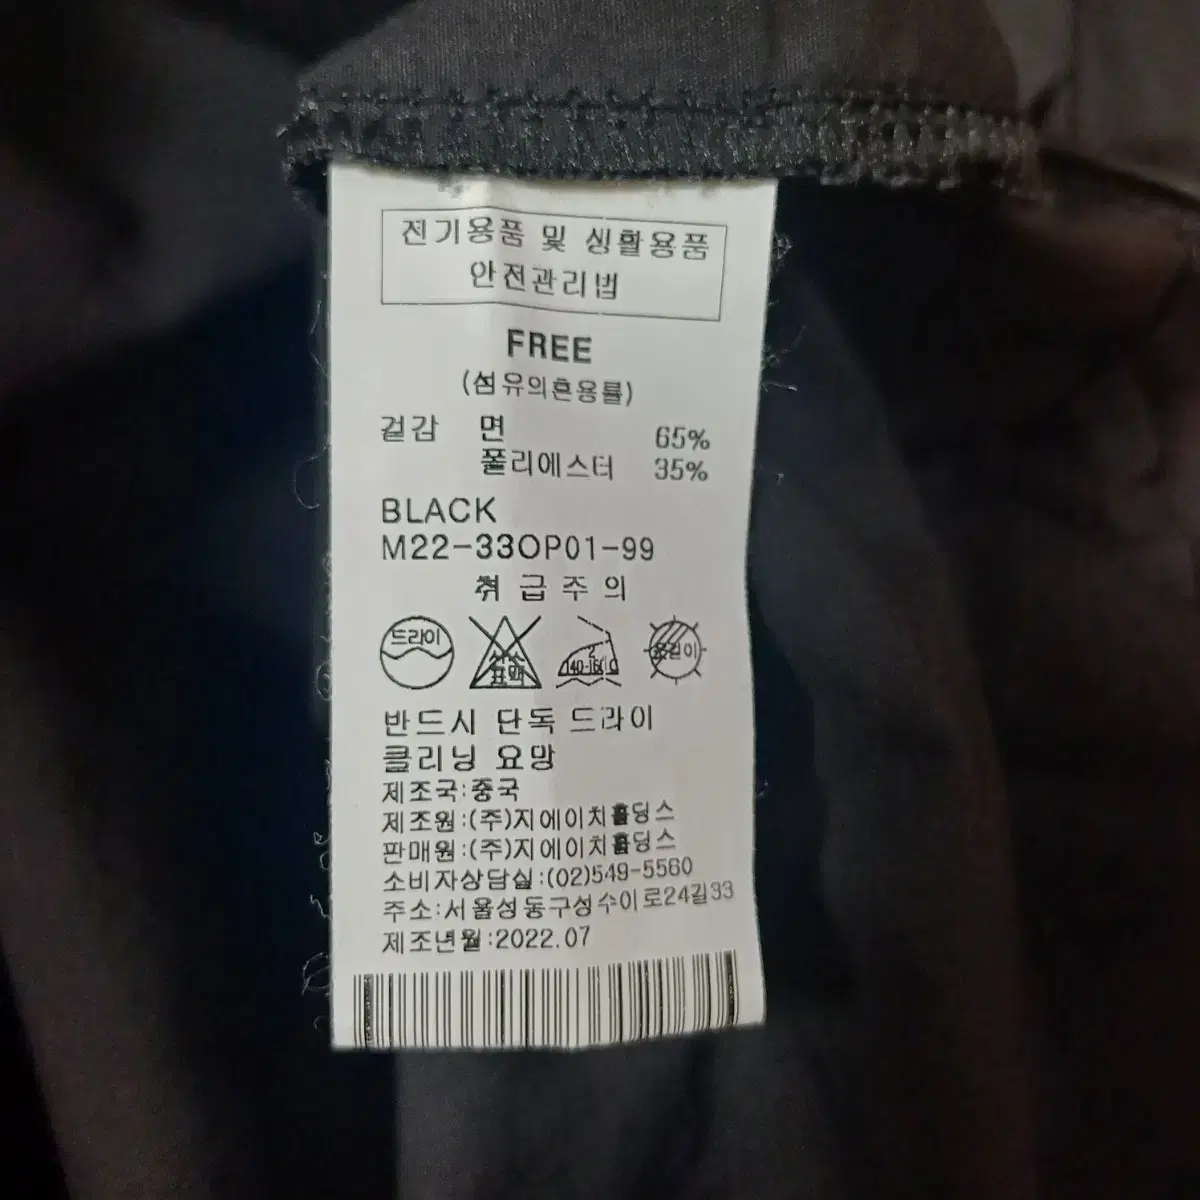 전기용품 및 생활용품
안전관리법
FREE
(섬유의혼용률)
겉감 면 65%
폴리에스터 35%
BLACK
M22-33OP01-99
취급주의
드라이
140-160
반드시 단독 드라이
클리닝 요망
제조국:중국
제조원:(주)지에이치홀딩스
판매원:(주)지에이치홀딩스
소비자상담실:(02)549-5560
주소:서울성동구성수이로24길33
제조년월:2022.07